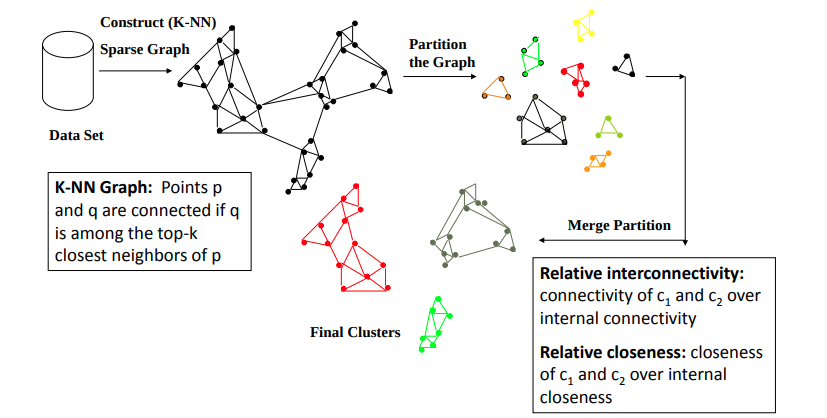 Construct (K-NN)
Sparse Graph
Data Set
Partition
the Graph
K-NN Graph: Points p
and q are connected if q
is among the top-k
closest neighbors of p
Merge Partition
Relative interconnectivity:
connectivity of c1 and c2 over
internal connectivity
Relative closeness: closeness
of c1 and c2 over internal
closeness
Final Clusters